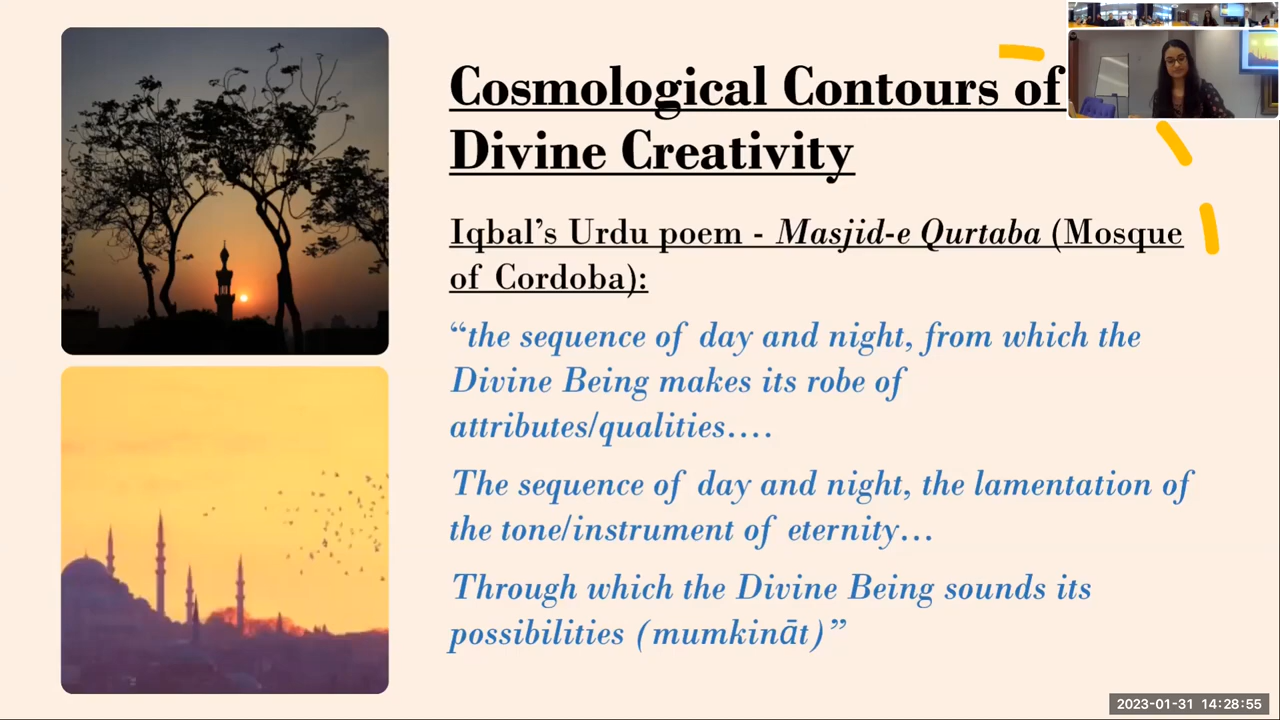 Cosmological Contours of
Divine Creativity
Iqbal’s Urdu poem - Masjid-e Qurtaba (Mosque
of Cordoba):
“the sequence of day and night, from which the
Divine Being makes its robe of
attributes/qualities….
The sequence of day and night, the lamentation of
the tone/instrument of eternity…
Through which the Divine Being sounds its
possibilities (mumkināt)”
2023-01-31 14:28:55